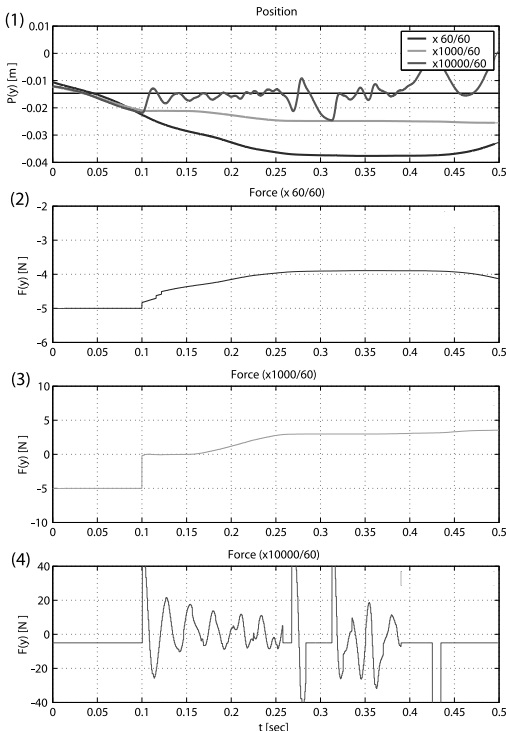 (1)
Position
0.01
0
−0.01
−0.02
−0.03
−0.04
P(y) [m ]
x 60/60
x1000/60
x10000/60
0 0.05 0.1 0.15 0.2 0.25 0.3 0.35 0.4 0.45 0.5
t [sec]
(2)
Force (x 60/60)
−2
−3
−4
−5
−6
F(y) [N ]
0 0.05 0.1 0.15 0.2 0.25 0.3 0.35 0.4 0.45 0.5
(3)
Force (x1000/60)
10
5
0
−5
−10
F(y) [N ]
0 0.05 0.1 0.15 0.2 0.25 0.3 0.35 0.4 0.45 0.5
(4)
Force (x10000/60)
40
20
0
−20
−40
F(y) [N ]
0 0.05 0.1 0.15 0.2 0.25 0.3 0.35 0.4 0.45 0.5
t [sec]